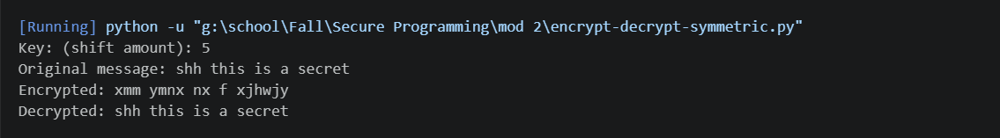 [Running] python -u "g:\school\Fall\Secure Programming\mod 2\encrypt-decrypt-symmetric.py"
Key: (shift amount): 5
Original message: shh this is a secret
Encrypted: xmm ymnx nx f xjhwjy
Decrypted: shh this is a secret